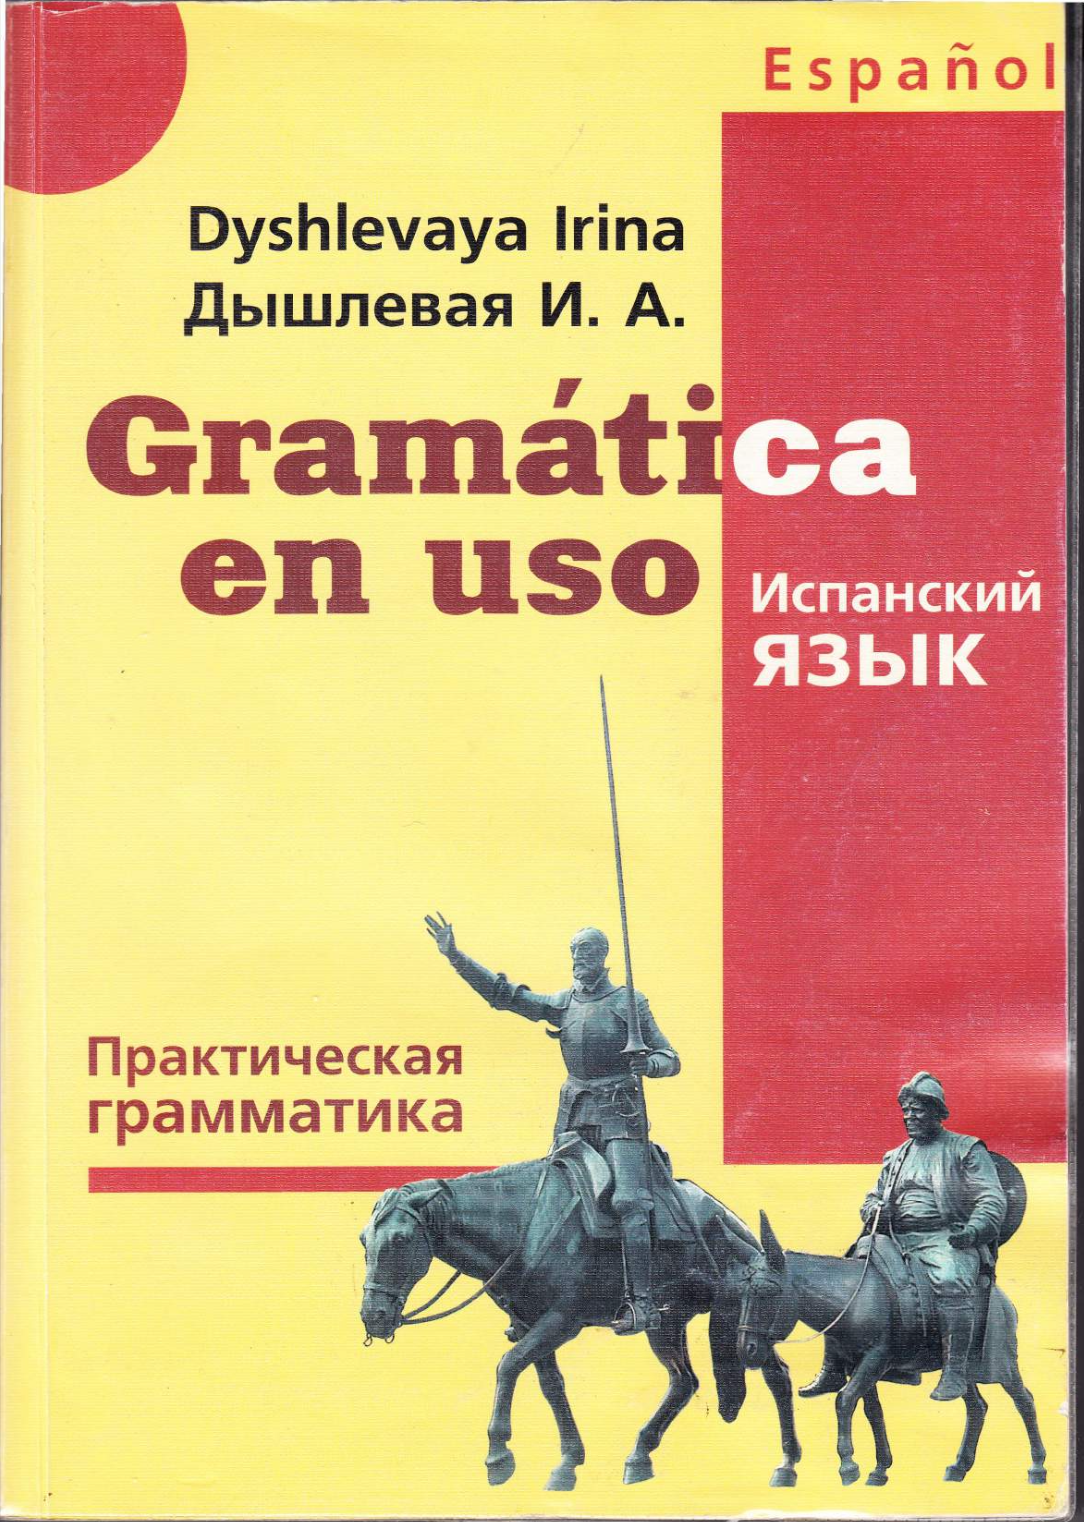 Español
Dyshlevaya Irina
Дышлевая И. А.
Gramática
en uso
Испанский
язык
Практическая
грамматика